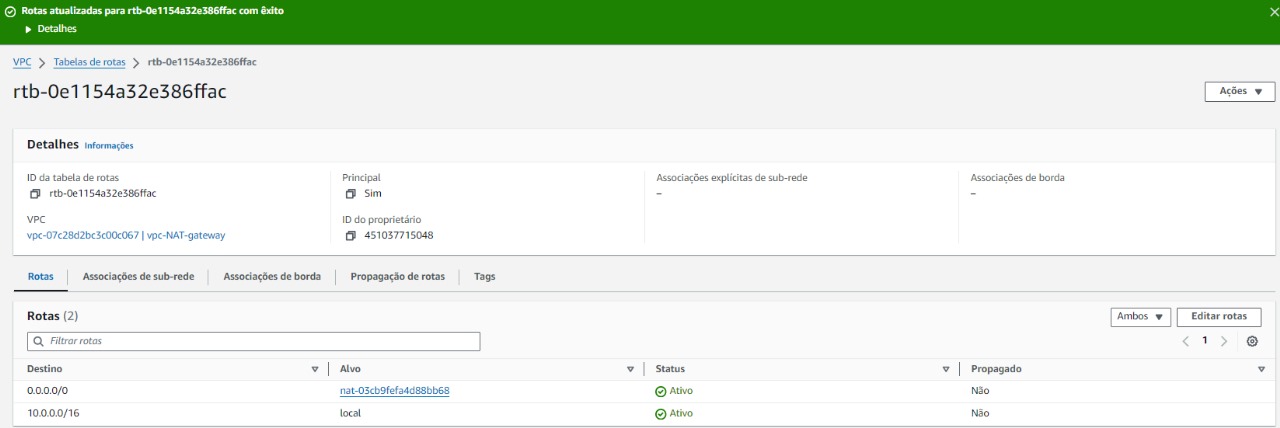 Rotas atualizadas para rtb-0e1154a32e386ffac com êxito
Detalhes
VPC Tabelas de rotas rtb-0e1154a32e386ffac
rtb-0e1154a32e386ffac
Ações
Detalhes Informações
ID da tabela de rotas
rtb-0e1154a32e386ffac
Principal
Sim
Associações explícitas de sub-rede
–
Associações de borda
–
VPC
vpc-07c28d2bc3c00c067 | vpc-NAT-gateway
ID do proprietário
451037715048
Rotas Associações de sub-rede Associações de borda Propagação de rotas Tags
Rotas (2)
Ambos Editar rotas
Filtrar rotas
1
Destino Alvo Status Propagado
0.0.0.0/0 nat-03cb9fefa4d88bb68 Ativo Não
10.0.0.0/16 local Ativo Não